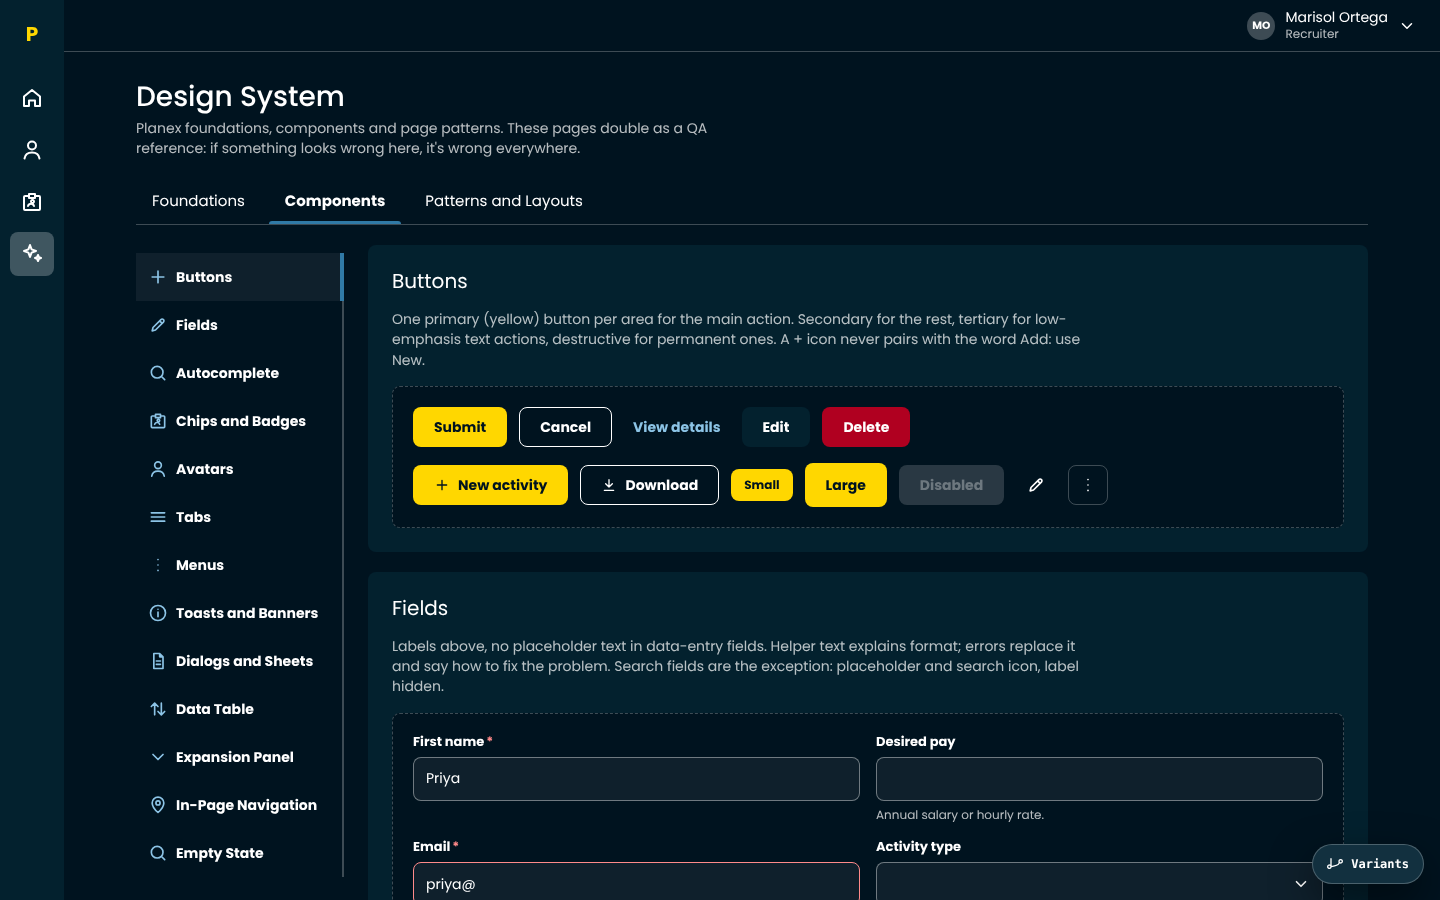 P
Marisol Ortega
MO
Recruiter
Design System
Planex foundations, components and page patterns. These pages double as a QA
reference: if something looks wrong here, it's wrong everywhere.
Foundations
Components
Patterns and Layouts
Buttons
Fields
Autocomplete
Chips and Badges
Avatars
Tabs
Menus
Toasts and Banners
Dialogs and Sheets
Data Table
Expansion Panel
In-Page Navigation
Empty State
Buttons
One primary (yellow) button per area for the main action. Secondary for the rest, tertiary for low-
emphasis text actions, destructive for permanent ones. A + icon never pairs with the word Add: use
New.
Submit
Cancel
View details
Edit
Delete
New activity
Download
Small
Large
Disabled
Fields
Labels above, no placeholder text in data-entry fields. Helper text explains format; errors replace it
and say how to fix the problem. Search fields are the exception: placeholder and search icon, label
hidden.
First name *
Desired pay
Priya
Annual salary or hourly rate.
Email *
Activity type
priya@
Variants